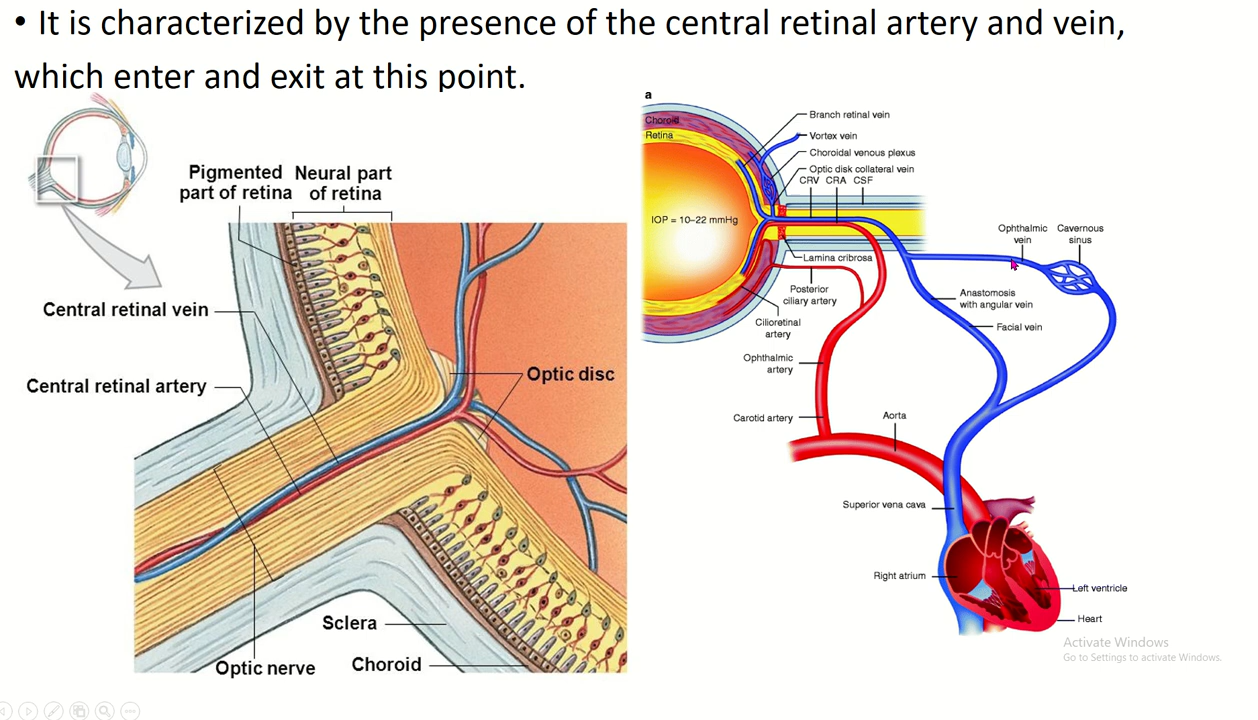 • It is characterized by the presence of the central retinal artery and vein,
which enter and exit at this point.
Pigmented
part of retina
Neural part
of retina
Central retinal vein
Central retinal artery
Optic disc
Sclera
Optic nerve
Choroid
a
Choroid
Retina
Branch retinal vein
Vortex vein
Choroidal venous plexus
Optic disk collateral vein
CRV CRA CSF
IOP = 10–22 mmHg
Lamina cribrosa
Posterior
ciliary artery
Cilioretinal
artery
Ophthalmic
vein
Cavernous
sinus
Anastomosis
with angular vein
Facial vein
Ophthalmic
artery
Carotid artery
Aorta
Superior vena cava
Right atrium
Left ventricle
Heart
Activate Windows
Go to Settings to activate Windows.